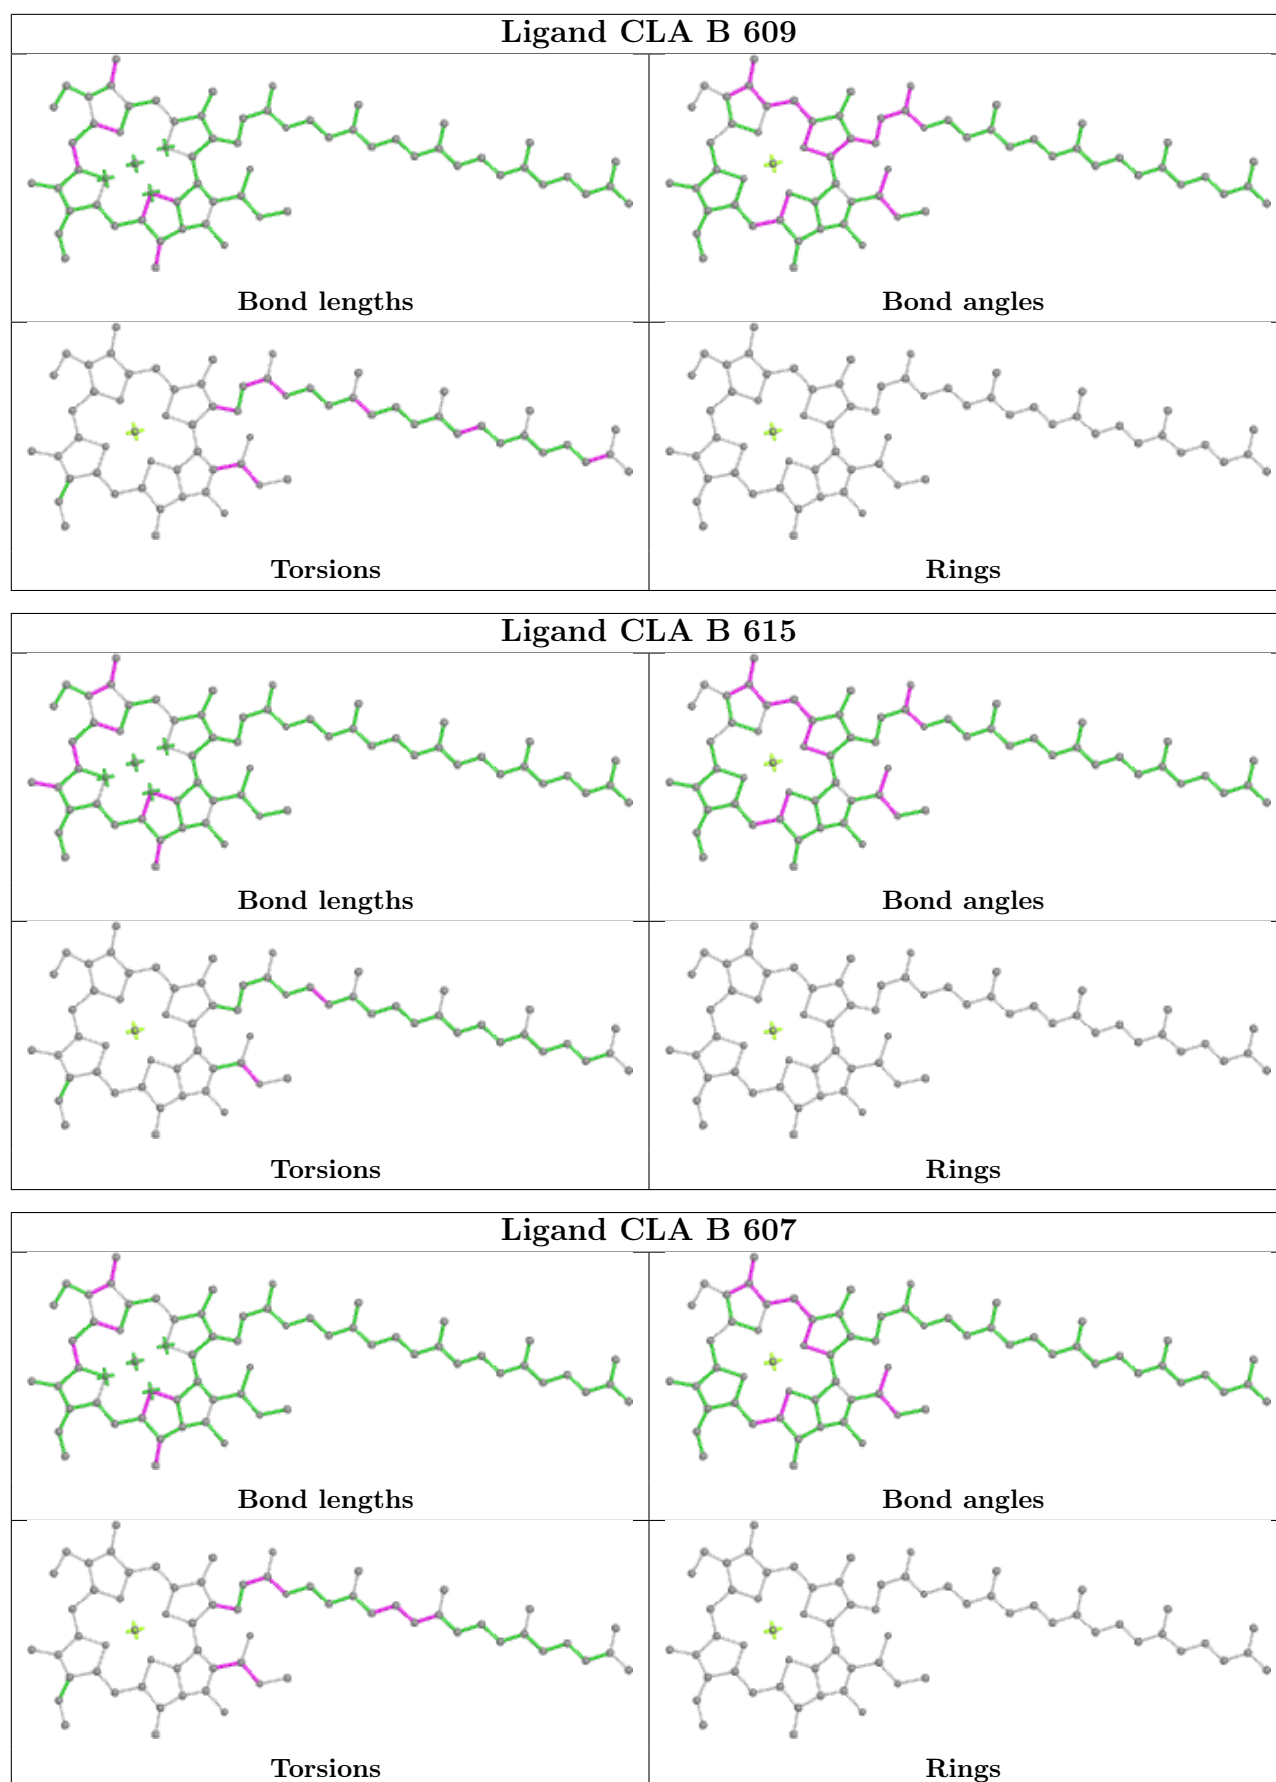 Ligand CLA B 609
Bond lengths
Bond angles
Torsions
Rings
Ligand CLA B 615
Bond lengths
Bond angles
Torsions
Rings
Ligand CLA B 607
Bond lengths
Bond angles
Torsions
Rings